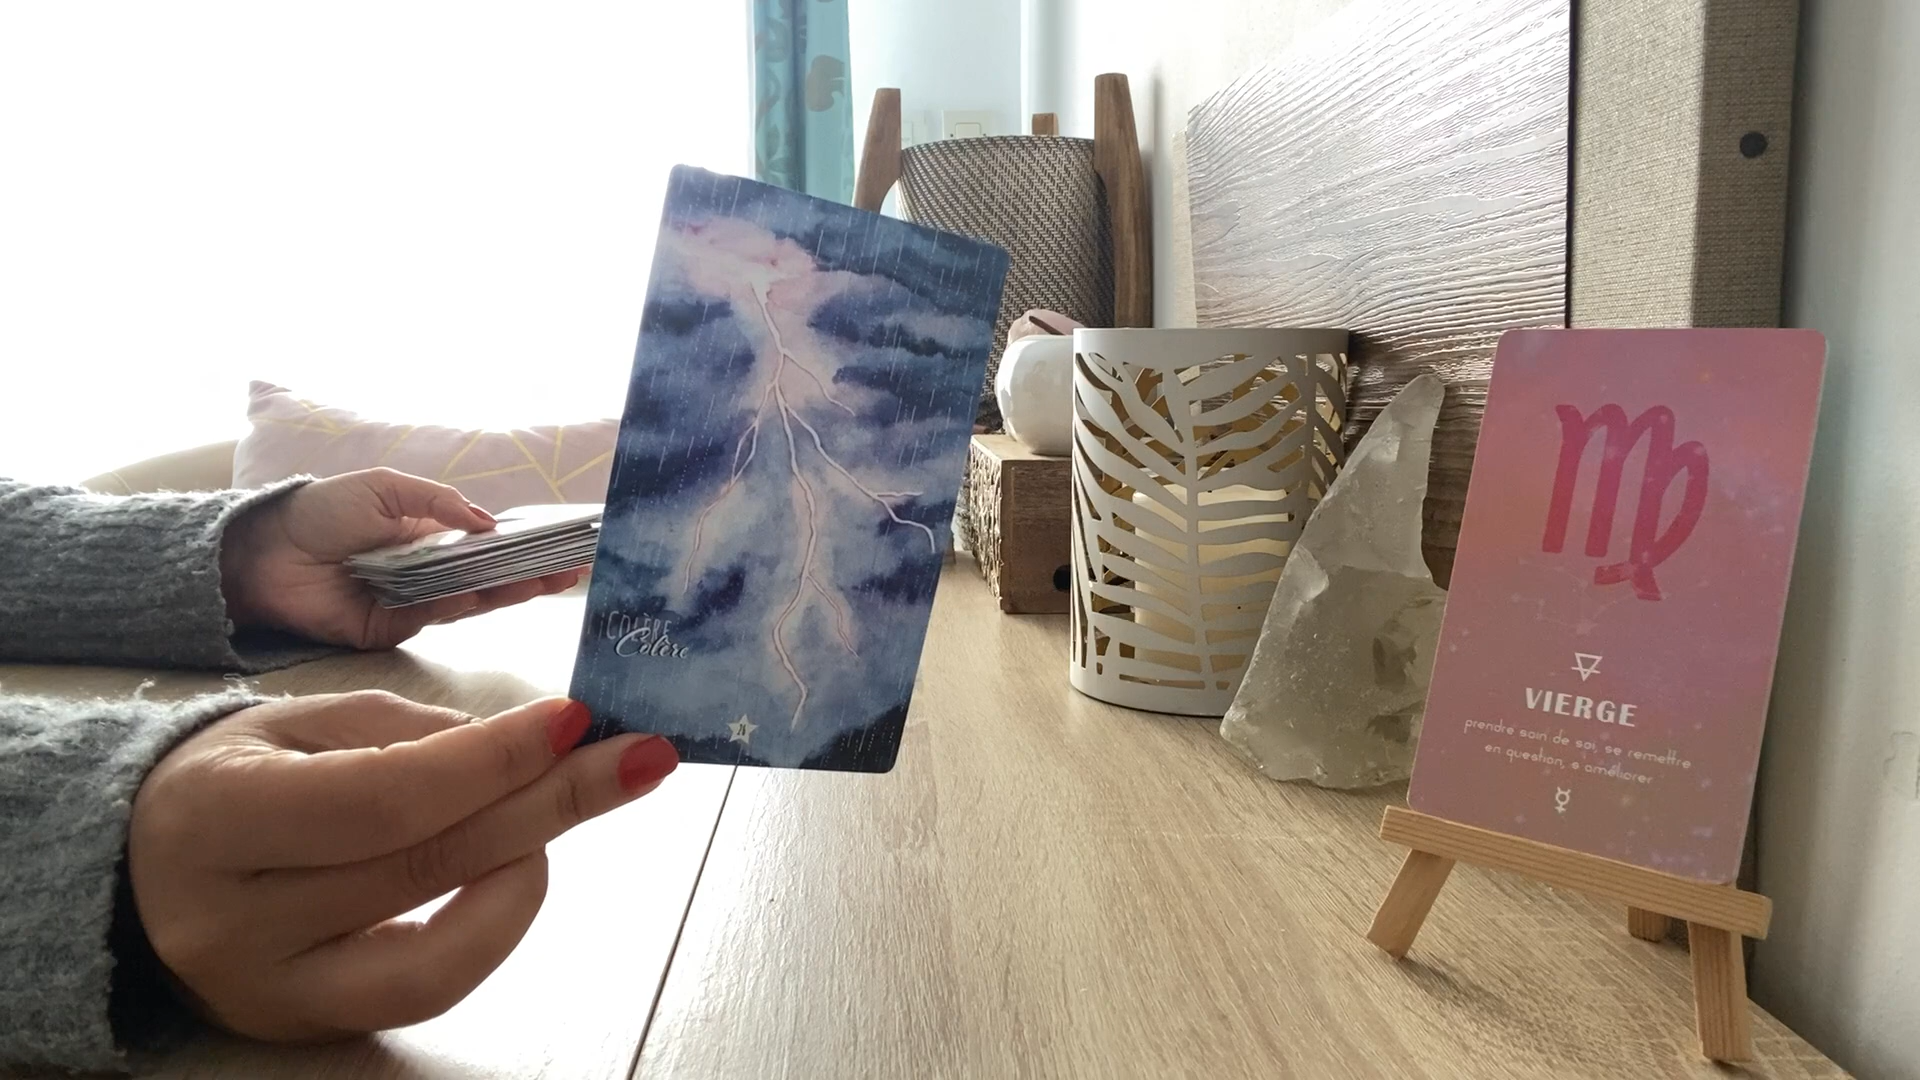 COLÈRE
Colère
VIERGE
prendre soin de soi, se remettre
en question, s'améliorer